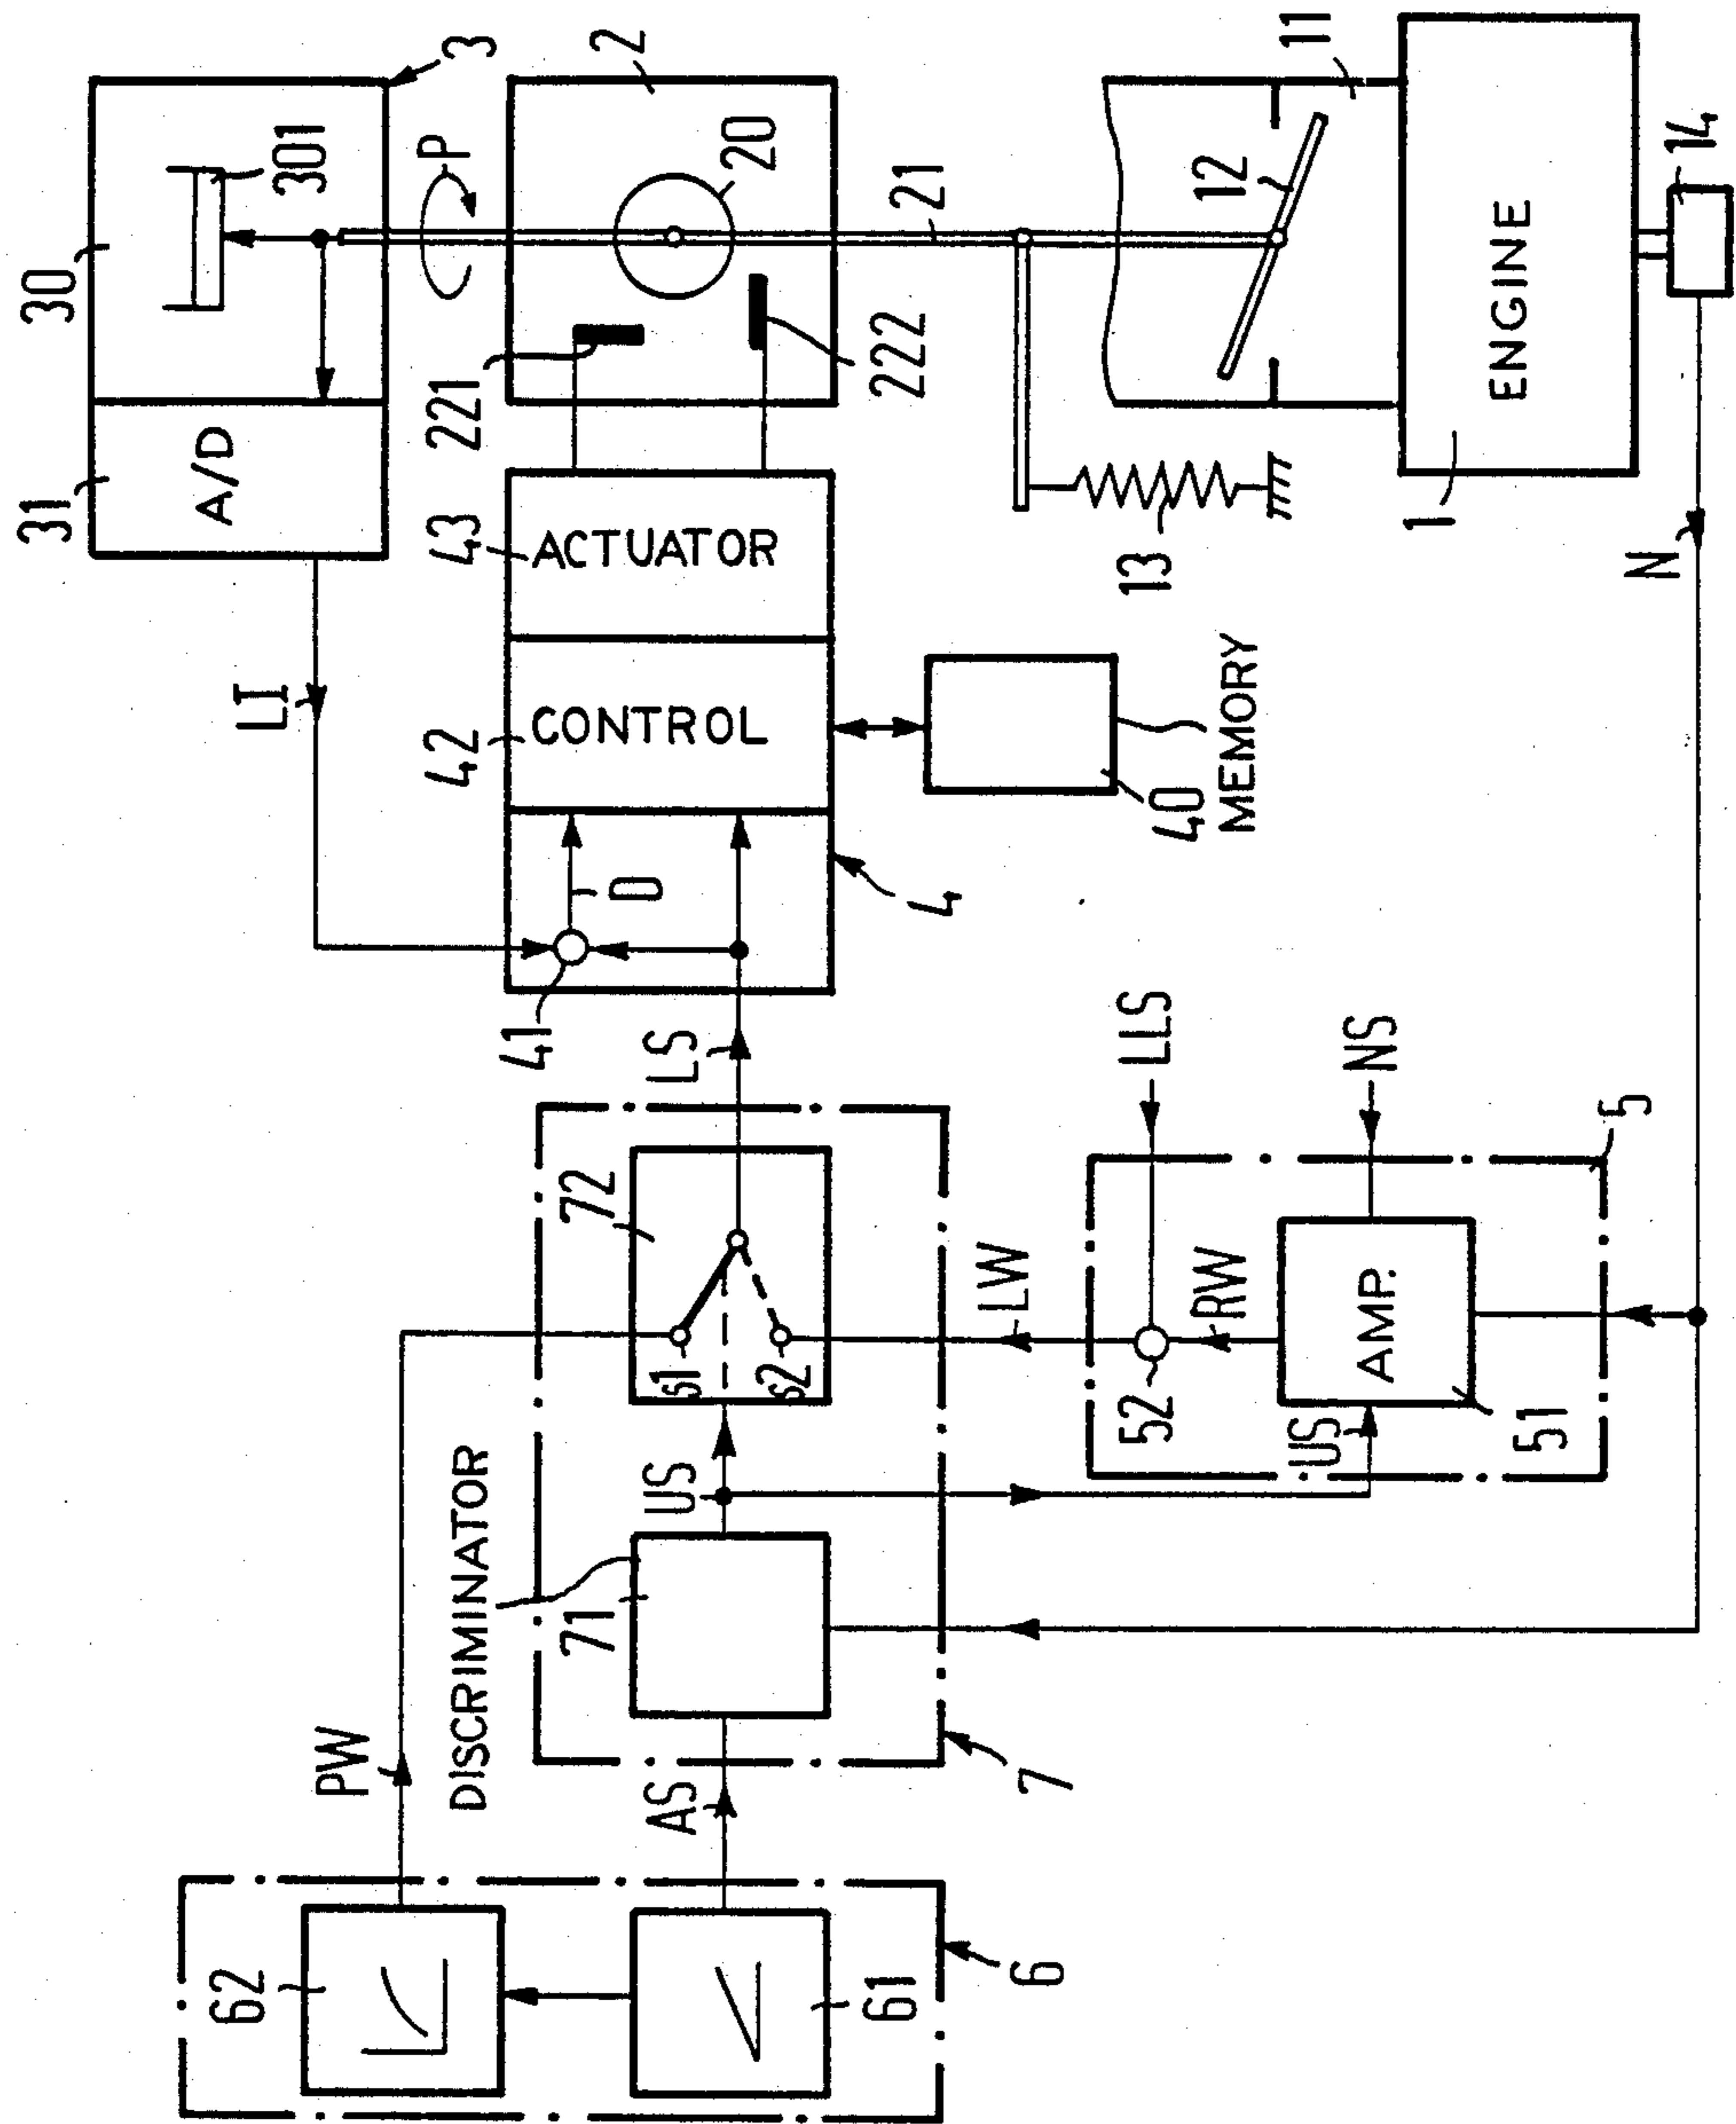 30
301
3
31
A/D
P
2
20
221
222
21
LI
43
ACTUATOR
42
CONTROL
D
41
4
40
MEMORY
13
12
11
ENGINE
1
14
N
LS
LLS
NS
5
72
s1
s2
LW
RW
52
AMP.
51
US
US
DISCRIMINATOR
71
7
PW
AS
62
61
6